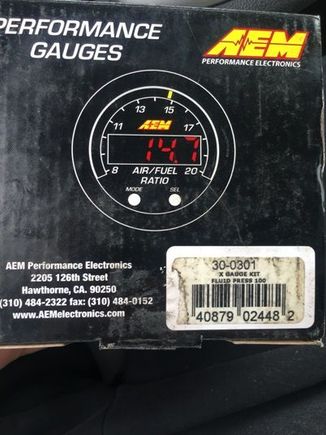 PERFORMANCE
GAUGES
AEM
PERFORMANCE ELECTRONICS
13 15
11 17
AEM
14.7
8 AIR/FUEL 20
RATIO
MODE SEL
AEM Performance Electronics
2205 126th Street
Hawthorne, CA. 90250
(310) 484-2322 fax: (310) 484-0152
www.AEMelectronics.com
30-0301
X GAUGE KIT
FLUID PRESS 100
40879 02448 2